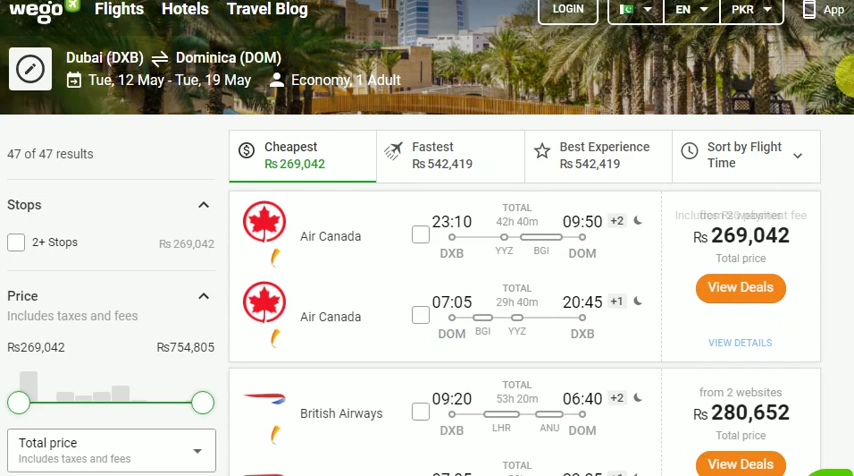 wego Flights Hotels Travel Blog LOGIN EN PKR App
Dubai (DXB) Dominica (DOM)
Tue, 12 May - Tue, 19 May Economy, 1 Adult
47 of 47 results
Cheapest
Rs 269,042
Fastest
Rs 542,419
Best Experience
Rs 542,419
Sort by Flight
Time
Stops
2+ Stops Rs 269,042
Price
Includes taxes and fees
Rs269,042 Rs754,805
Total price
Includes taxes and fees
Air Canada
23:10
DXB
TOTAL
42h 40m
YYZ BGI
09:50 +2
DOM
Air Canada
07:05
DOM
TOTAL
29h 40m
BGI YYZ
20:45 +1
DXB
from 2 websites
Rs 269,042
Total price
View Deals
VIEW DETAILS
British Airways
09:20
DXB
TOTAL
53h 20m
LHR ANU
06:40 +2
DOM
TOTAL
from 2 websites
Rs 280,652
Total price
View Deals